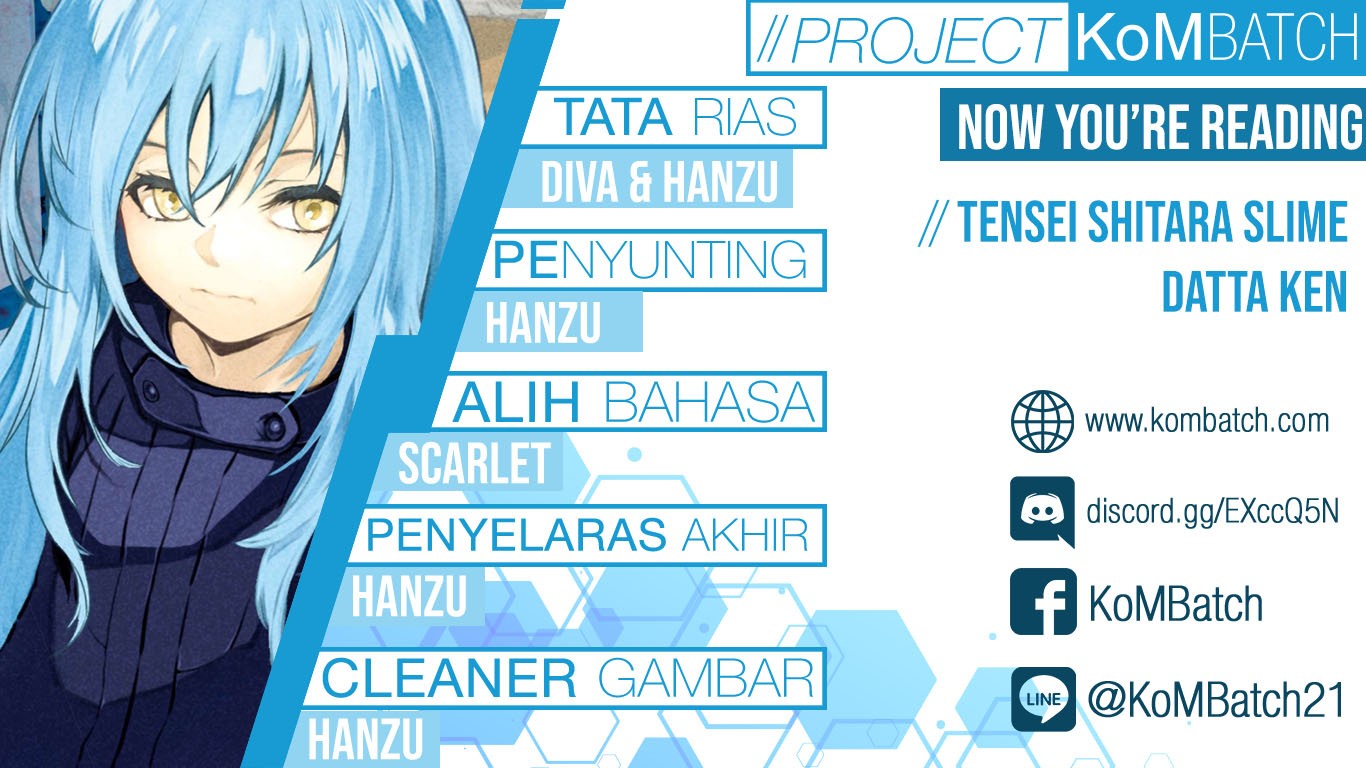 //PROJECT KoMBATCH
TATA RIAS
DIVA & HANZU
PENYUNTING
HANZU
ALIH BAHASA
SCARLET
PENYELARAS AKHIR
HANZU
CLEANER GAMBAR
HANZU
NOW YOU'RE READING
// TENSEI SHITARA SLIME
DATTA KEN
www.kombatch.com
discord.gg/EXccQ5N
KoMBatch
LINE @KoMBatch21